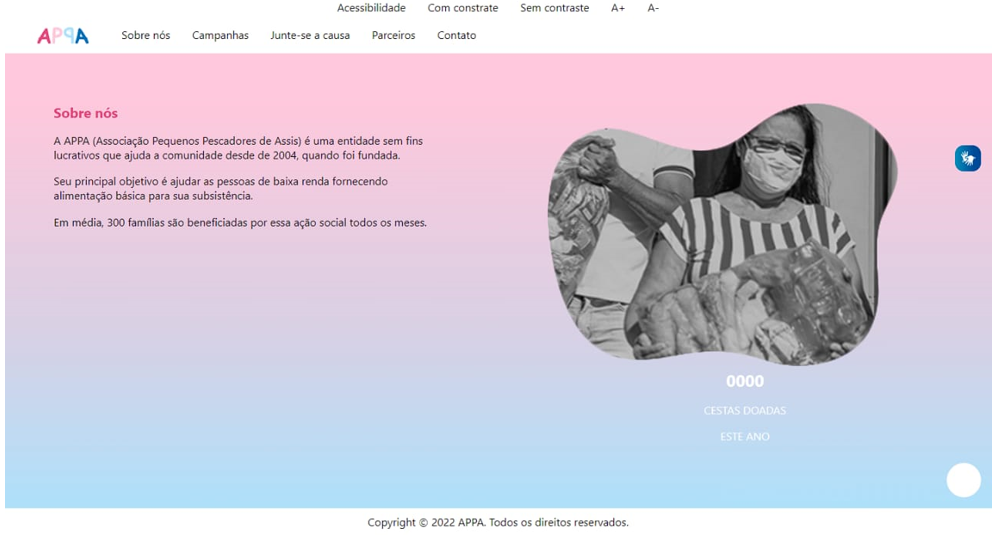 Acessibilidade Com constrate Sem contraste A+ A-
APPA Sobre nós Campanhas Junte-se a causa Parceiros Contato
Sobre nós
A APPA (Associação Pequenos Pescadores de Assis) é uma entidade sem fins
lucrativos que ajuda a comunidade desde de 2004, quando foi fundada.
Seu principal objetivo é ajudar as pessoas de baixa renda fornecendo
alimentação básica para sua subsistência.
Em média, 300 famílias são beneficiadas por essa ação social todos os meses.
0000
CESTAS DOADAS
ESTE ANO
Copyright © 2022 APPA. Todos os direitos reservados.